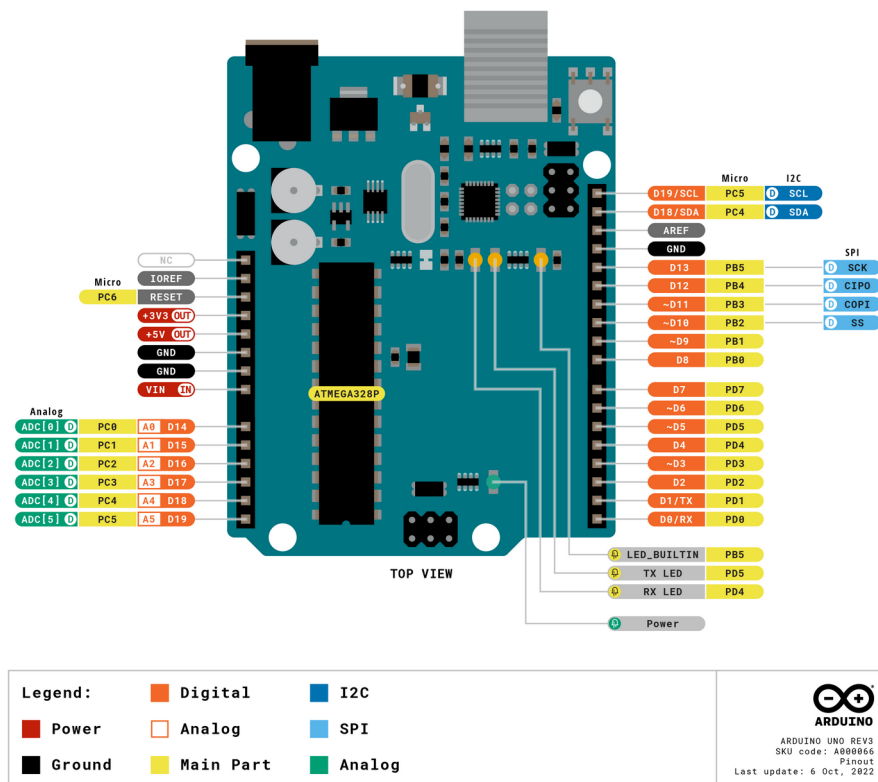 Micro I2C
D19/SCL PC5 D SCL
D18/SDA PC4 D SDA
AREF
GND
SPI
D13 PB5 D SCK
D12 PB4 D CIPO
~D11 PB3 D COPI
~D10 PB2 D SS
~D9 PB1
D8 PB0
D7 PD7
~D6 PD6
~D5 PD5
D4 PD4
~D3 PD3
D2 PD2
D1/TX PD1
D0/RX PD0
NC
IOREF
Micro
PC6 RESET
+3V3 OUT
+5V OUT
GND
GND
VIN IN
Analog
ADC[0] D PC0 A0 D14
ADC[1] D PC1 A1 D15
ADC[2] D PC2 A2 D16
ADC[3] D PC3 A3 D17
ADC[4] D PC4 A4 D18
ADC[5] D PC5 A5 D19
ATMEGA328P
TOP VIEW
LED_BUILTIN PB5
TX LED PD5
RX LED PD4
Power
Legend: Digital I2C
Power Analog SPI
Ground Main Part Analog
ARDUINO
ARDUINO UNO REV3
SKU code: A000066
Pinout
Last update: 6 Oct, 2022